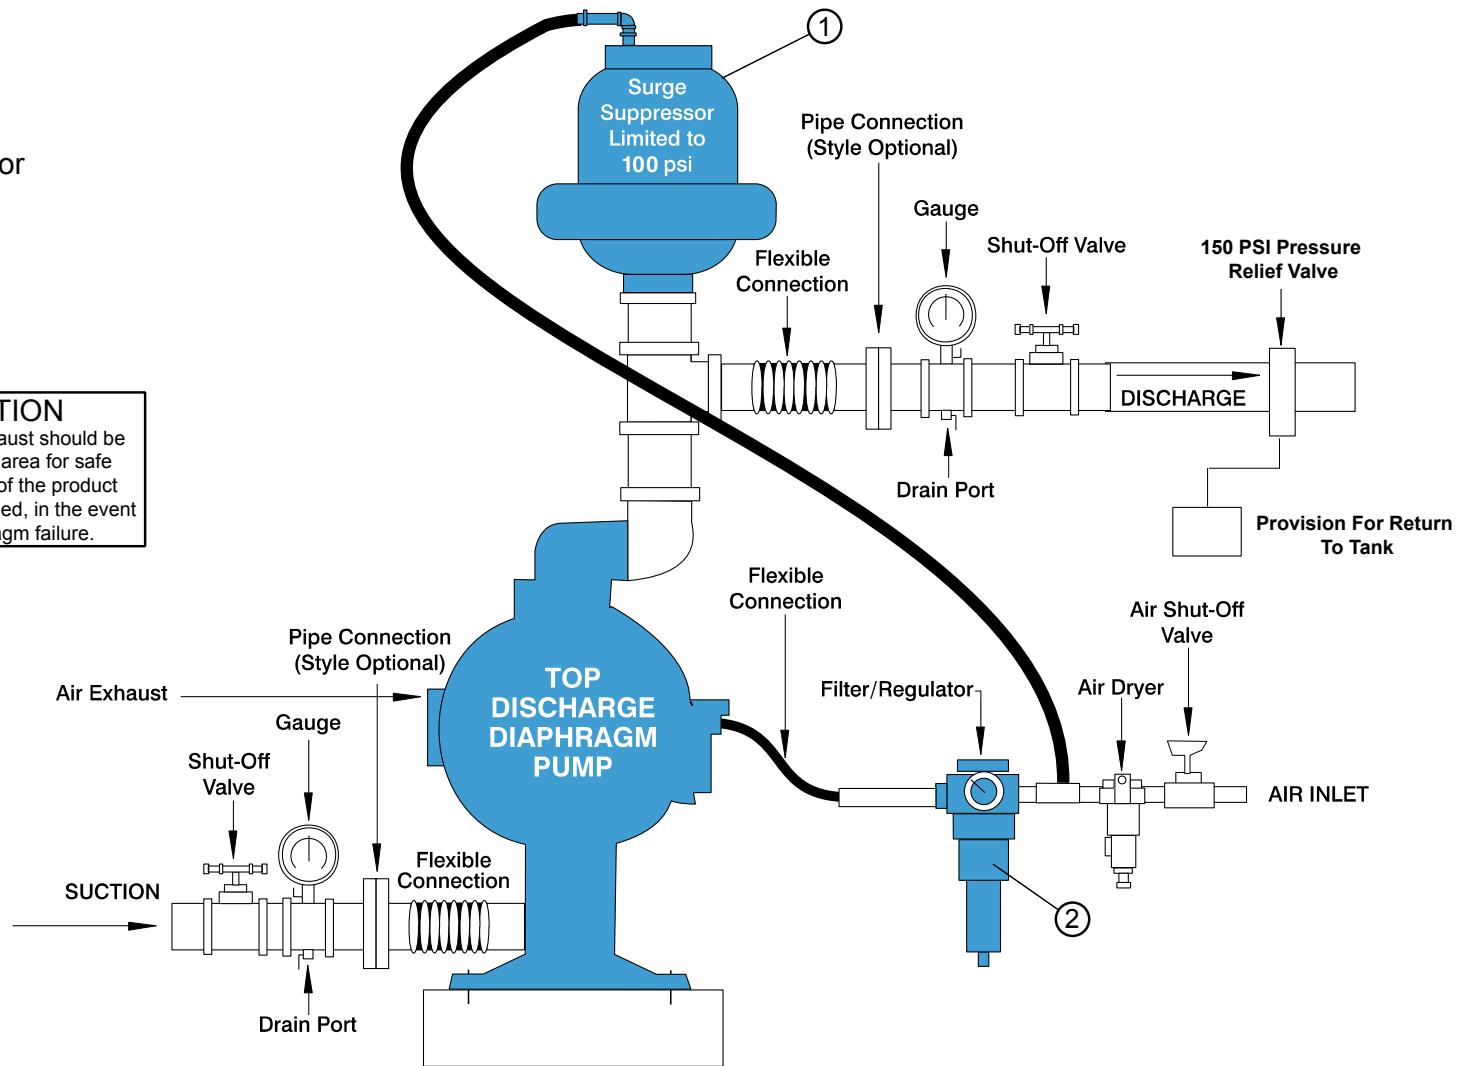 1
Surge
Suppressor
Limited to
100 psi
Pipe Connection
(Style Optional)
or
Gauge
Shut-Off Valve
150 PSI Pressure
Relief Valve
Flexible
Connection
DISCHARGE
TION
aust should be
area for safe
of the product
ed, in the event
agm failure.
Drain Port
Provision For Return
To Tank
Flexible
Connection
Air Shut-Off
Valve
Pipe Connection
(Style Optional)
Air Exhaust
TOP
DISCHARGE
DIAPHRAGM
PUMP
Filter/Regulator
Air Dryer
Gauge
Shut-Off
Valve
AIR INLET
Flexible
Connection
SUCTION
2
Drain Port